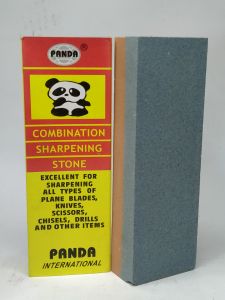 PANDA
®
COMBINATION
SHARPENING
STONE
EXCELLENT FOR
SHARPENING
ALL TYPES OF
PLANE BLADES,
KNIVES,
SCISSORS,
CHISELS, DRILLS
AND OTHER ITEMS
PANDA
INTERNATIONAL